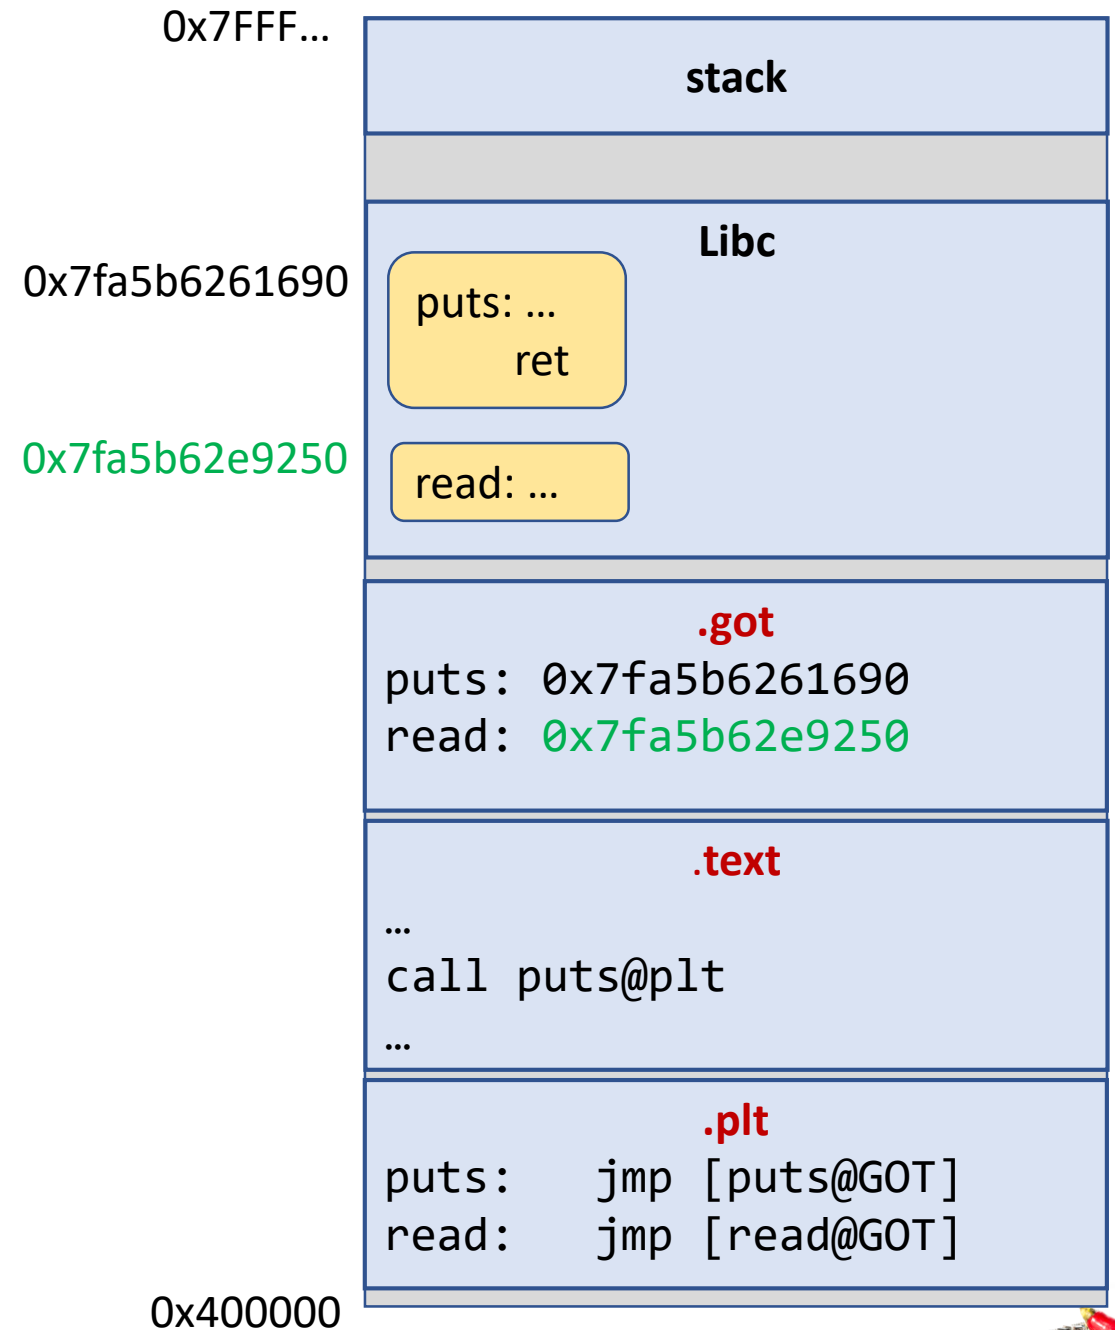 0x7FFF…
stack
Libc
0x7fa5b6261690
puts: …
ret
0x7fa5b62e9250
read: …
.got
puts: 0x7fa5b6261690
read: 0x7fa5b62e9250
.text
…
call puts@plt
…
.plt
puts: jmp [puts@GOT]
read: jmp [read@GOT]
0x400000